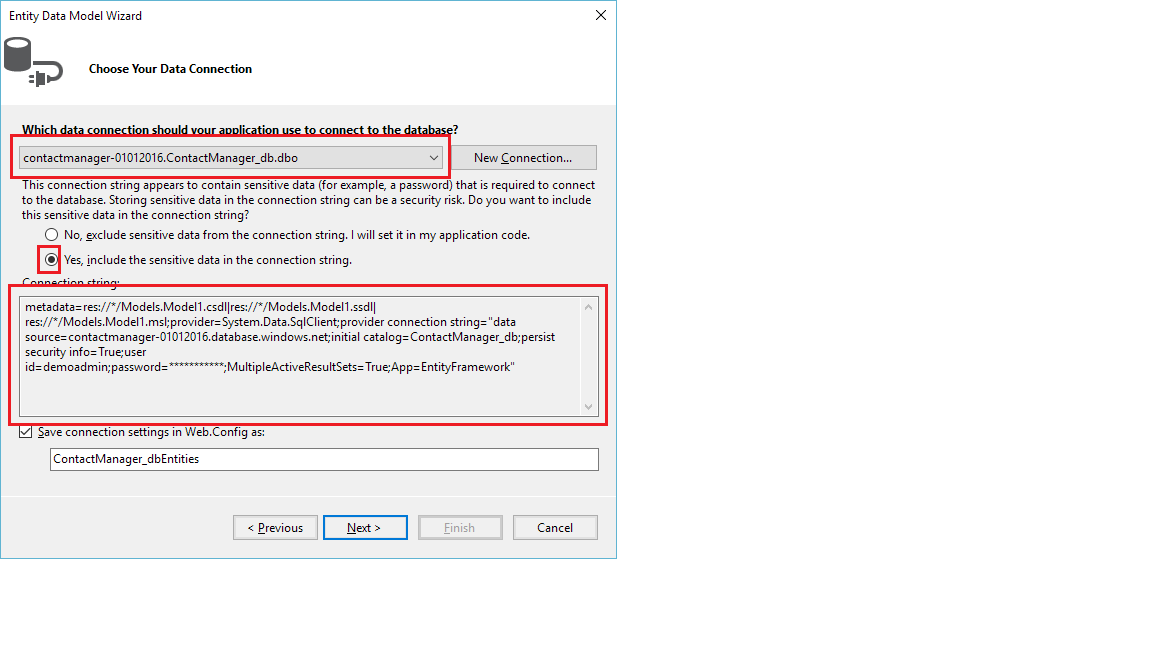 Entity Data Model Wizard
Choose Your Data Connection
Which data connection should your application use to connect to the database?
contactmanager-01012016.ContactManager_db.dbo
New Connection...
This connection string appears to contain sensitive data (for example, a password) that is required to connect
to the database. Storing sensitive data in the connection string can be a security risk. Do you want to include
this sensitive data in the connection string?
No, exclude sensitive data from the connection string. I will set it in my application code.
Yes, include the sensitive data in the connection string.
Connection string:
metadata=res://*/Models.Model1.csdl|res://*/Models.Model1.ssdl|
res://*/Models.Model1.msl;provider=System.Data.SqlClient;provider connection string="data
source=contactmanager-01012016.database.windows.net;initial catalog=ContactManager_db;persist
security info=True;user
id=demoadmin;password=***********;MultipleActiveResultSets=True;App=EntityFramework"
Save connection settings in Web.Config as:
ContactManager_dbEntities
< Previous
Next >
Finish
Cancel